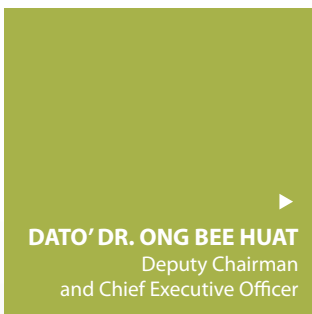 DATO’ DR. ONG BEE HUAT
Deputy Chairman
and Chief Executive Officer